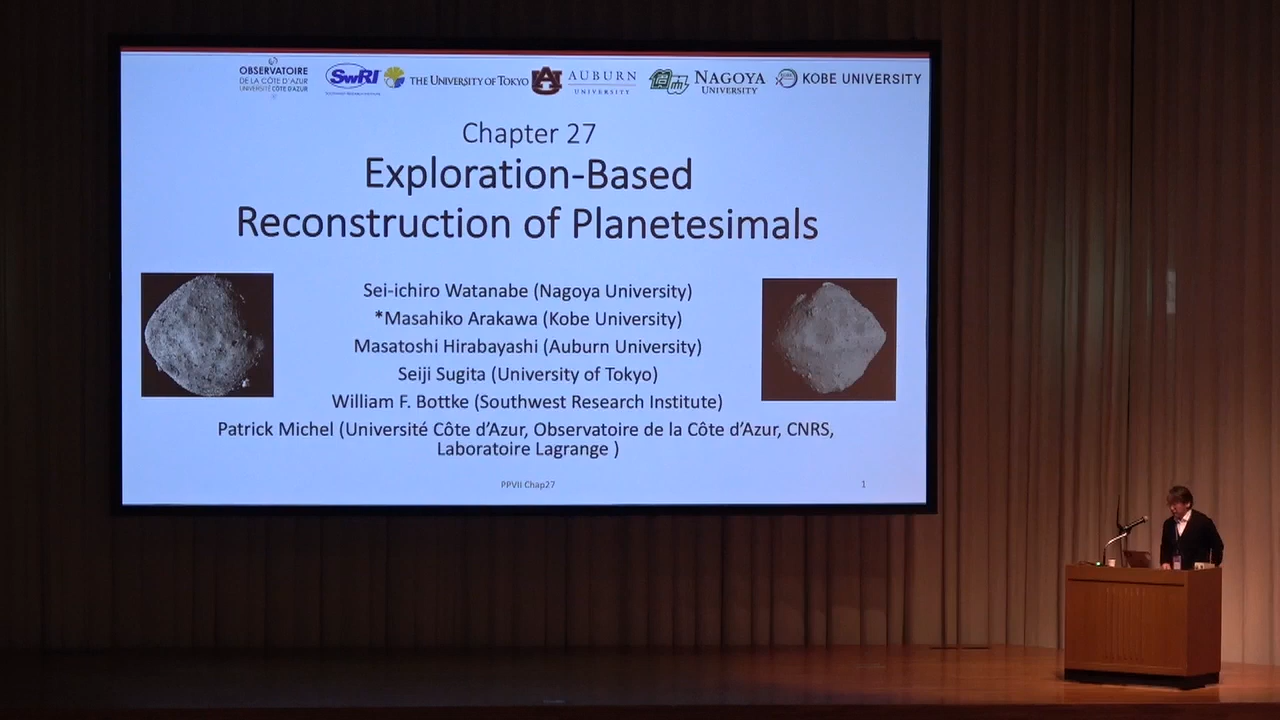 OBSERVATOIRE
DE LA CÔTE D'AZUR
UNIVERSITÉ CÔTE D'AZUR
SwRI
THE UNIVERSITY OF TOKYO
AUBURN
UNIVERSITY
NAGOYA
UNIVERSITY
KOBE UNIVERSITY
Chapter 27
Exploration-Based
Reconstruction of Planetesimals
Sei-ichiro Watanabe (Nagoya University)
*Masahiko Arakawa (Kobe University)
Masatoshi Hirabayashi (Auburn University)
Seiji Sugita (University of Tokyo)
William F. Bottke (Southwest Research Institute)
Patrick Michel (Université Côte d'Azur, Observatoire de la Côte d'Azur, CNRS,
Laboratoire Lagrange )
PPVII Chap27
1